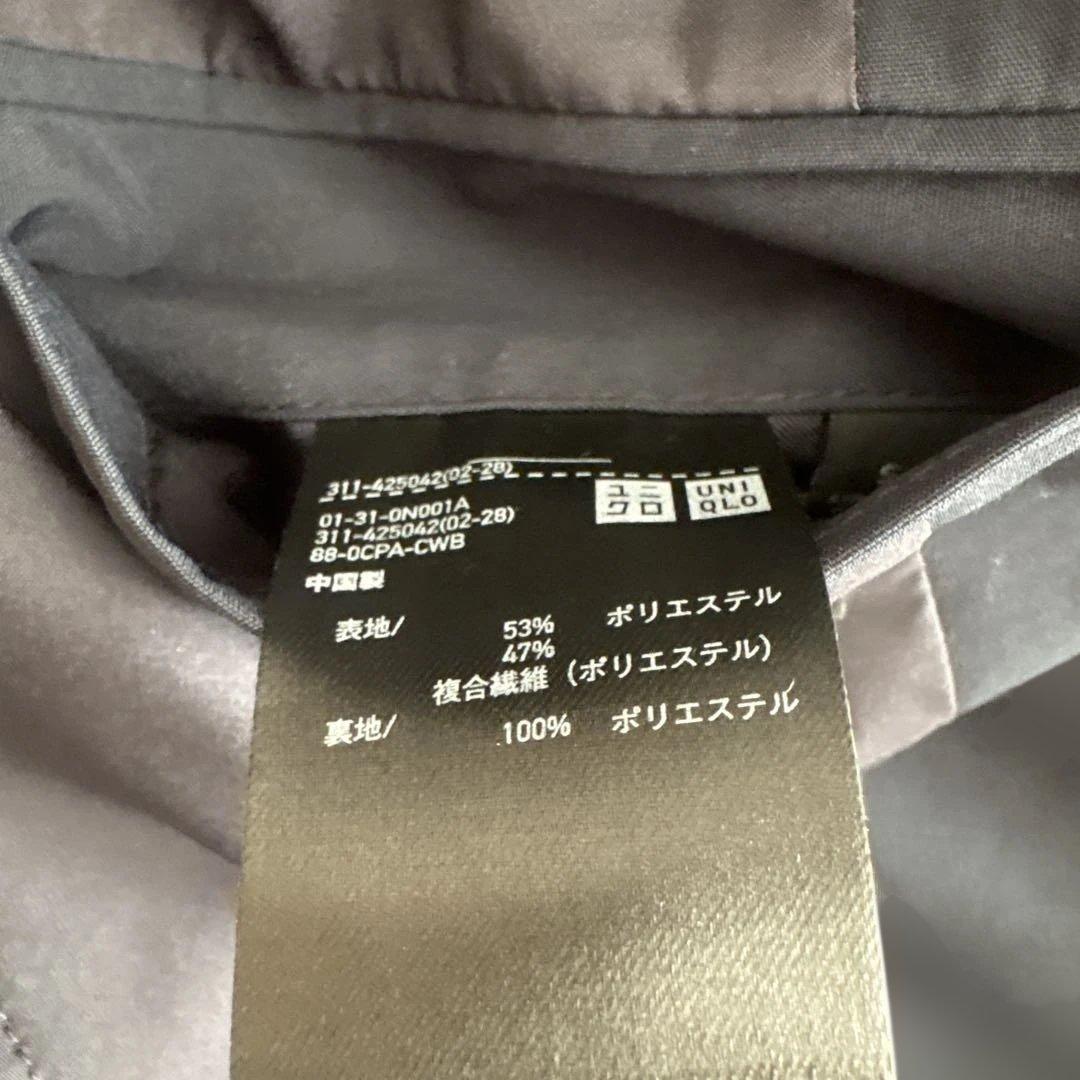 311-425042(02-28)
ユニクロ
UNIQLO
01-31-0N001A
311-425042(02-28)
88-0CPA-CWB
中国製
表地/ 53% ポリエステル
47%
複合繊維 (ポリエステル)
裏地/ 100% ポリエステル